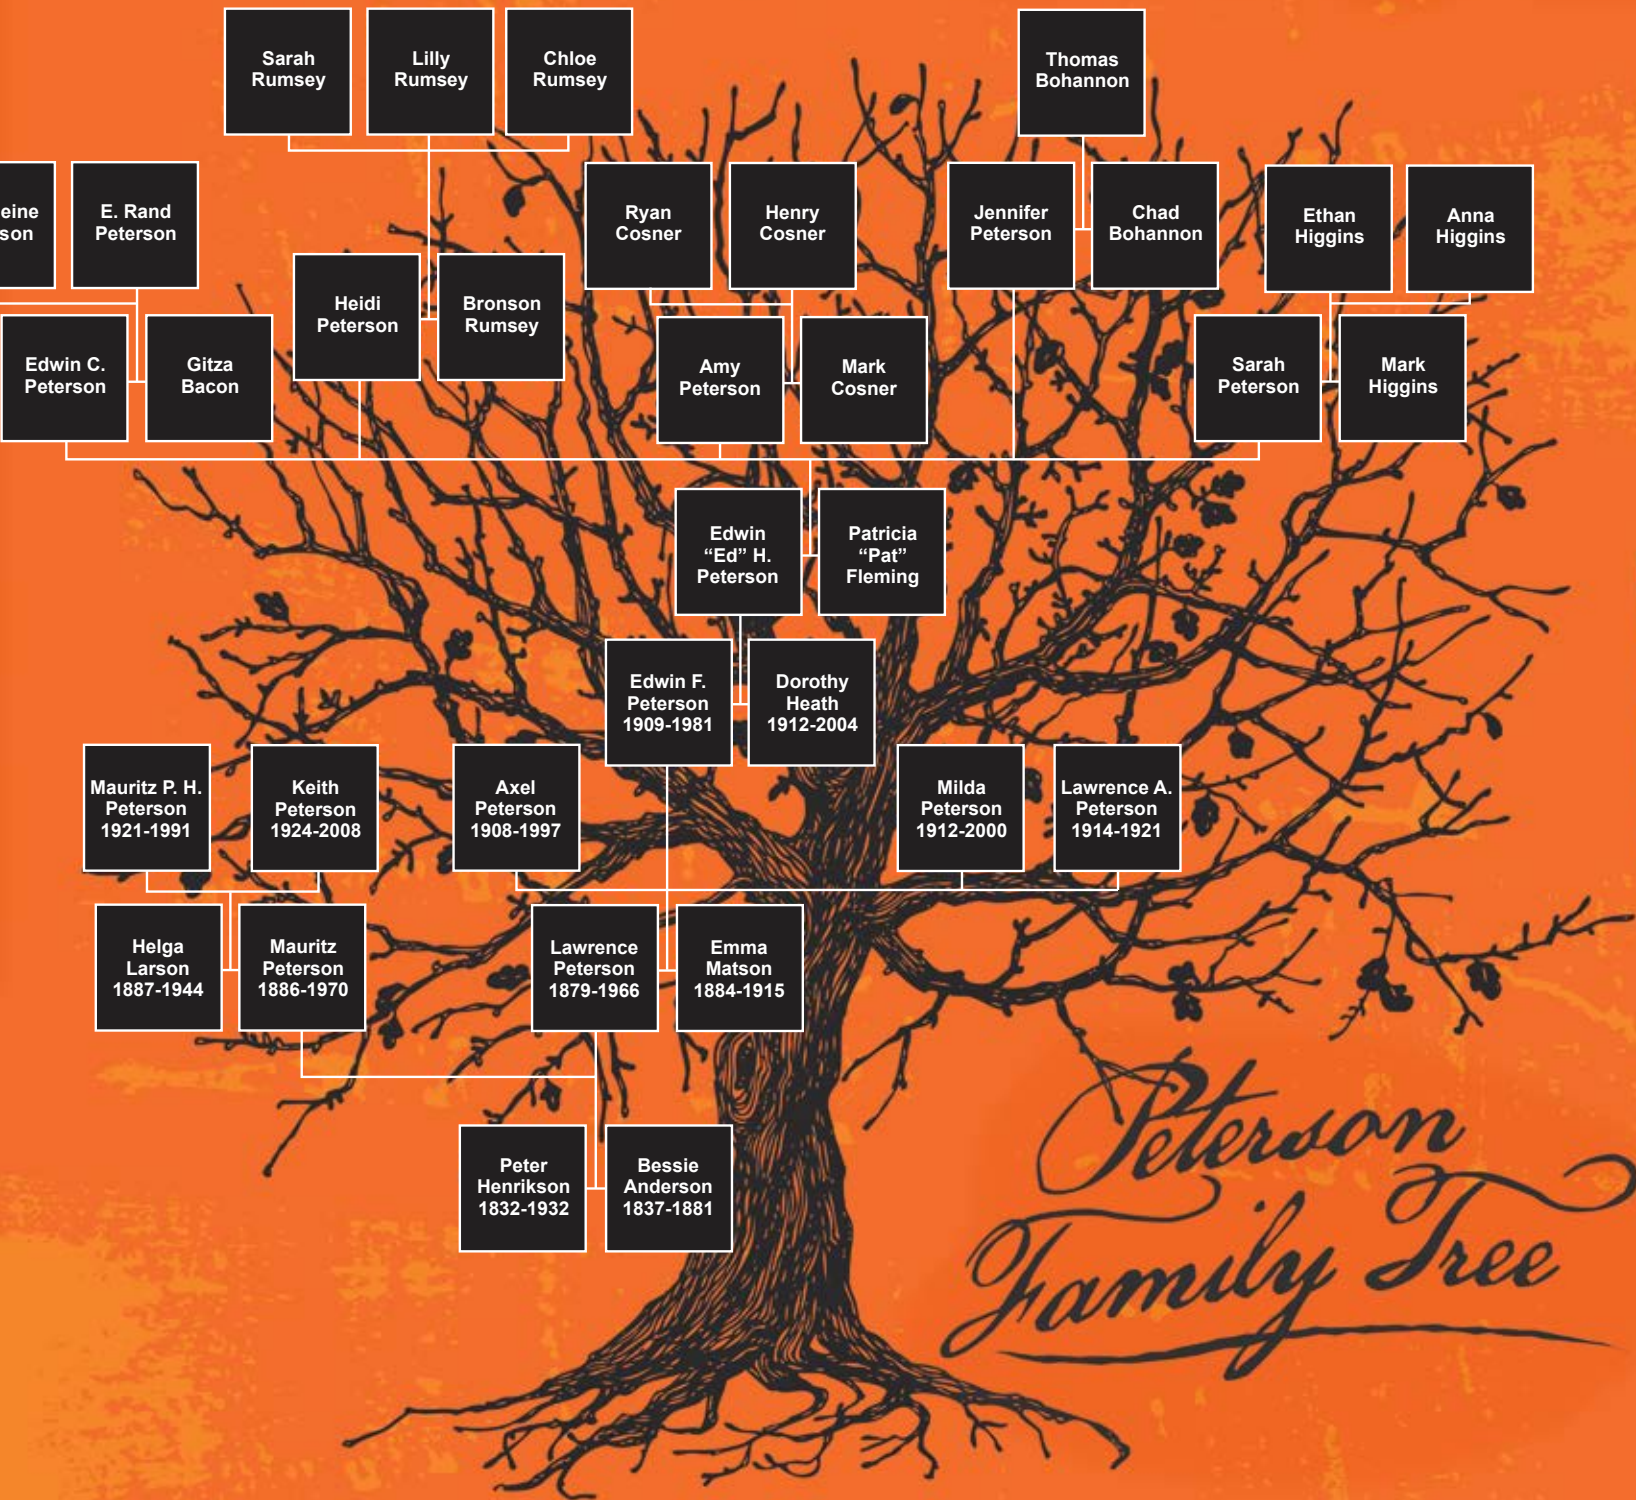 Sarah
Rumsey
Lilly
Rumsey
Chloe
Rumsey
Thomas
Bohannon
eine
son
E. Rand
Peterson
Ryan
Cosner
Henry
Cosner
Jennifer
Peterson
Chad
Bohannon
Ethan
Higgins
Anna
Higgins
Heidi
Peterson
Bronson
Rumsey
Edwin C.
Peterson
Gitza
Bacon
Amy
Peterson
Mark
Cosner
Sarah
Peterson
Mark
Higgins
Edwin
“Ed” H.
Peterson
Patricia
“Pat”
Fleming
Edwin F.
Peterson
1909-1981
Dorothy
Heath
1912-2004
Mauritz P. H.
Peterson
1921-1991
Keith
Peterson
1924-2008
Axel
Peterson
1908-1997
Milda
Peterson
1912-2000
Lawrence A.
Peterson
1914-1921
Helga
Larson
1887-1944
Mauritz
Peterson
1886-1970
Lawrence
Peterson
1879-1966
Emma
Matson
1884-1915
Peter
Henrikson
1832-1932
Bessie
Anderson
1837-1881
Peterson
Family Tree